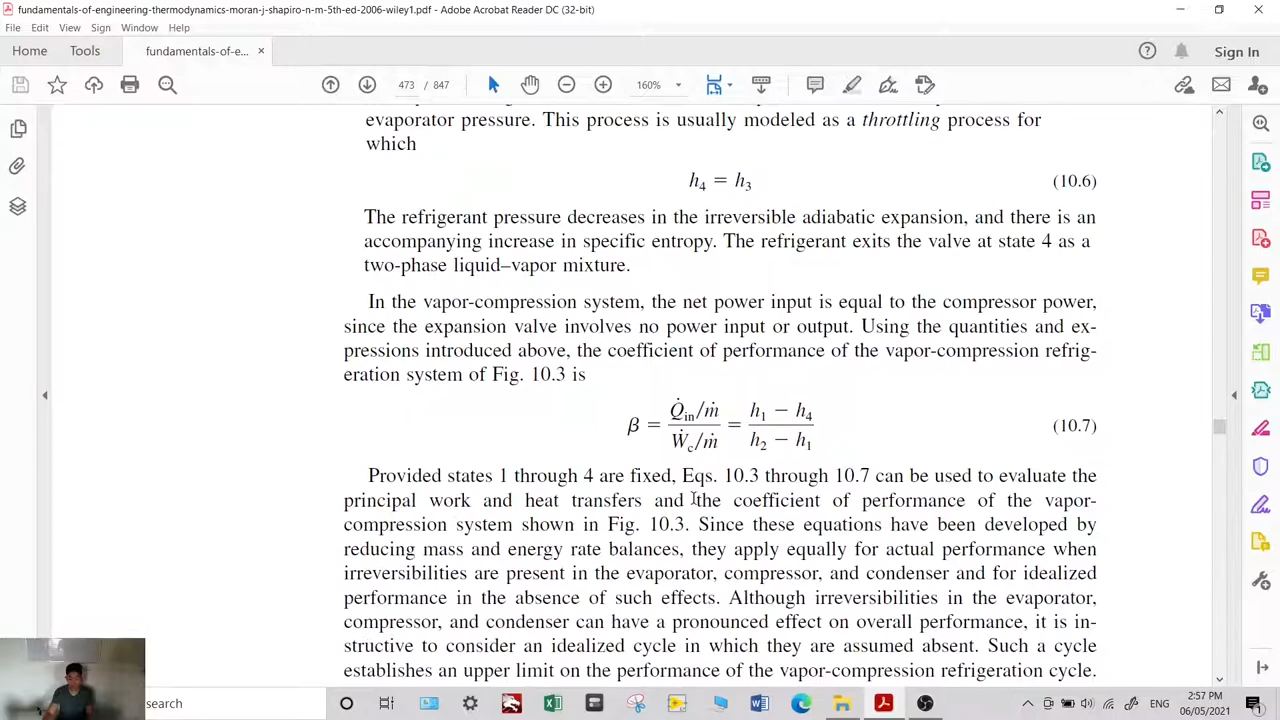 fundamentals-of-engineering-thermodynamics-moran-j-shapiro-n-m-5th-ed-2006-wiley1.pdf - Adobe Acrobat Reader DC (32-bit)
File Edit View Sign Window Help
Home Tools fundamentals-of-e... × Sign In
473 / 847 160%
evaporator pressure. This process is usually modeled as a throttling process for
which
h4 = h3 (10.6)
The refrigerant pressure decreases in the irreversible adiabatic expansion, and there is an
accompanying increase in specific entropy. The refrigerant exits the valve at state 4 as a
two-phase liquid–vapor mixture.
In the vapor-compression system, the net power input is equal to the compressor power,
since the expansion valve involves no power input or output. Using the quantities and ex-
pressions introduced above, the coefficient of performance of the vapor-compression refrig-
eration system of Fig. 10.3 is
β = (Q̇in/ṁ)/(Ẇc/ṁ) = (h1 − h4)/(h2 − h1) (10.7)
Provided states 1 through 4 are fixed, Eqs. 10.3 through 10.7 can be used to evaluate the
principal work and heat transfers and the coefficient of performance of the vapor-
compression system shown in Fig. 10.3. Since these equations have been developed by
reducing mass and energy rate balances, they apply equally for actual performance when
irreversibilities are present in the evaporator, compressor, and condenser and for idealized
performance in the absence of such effects. Although irreversibilities in the evaporator,
compressor, and condenser can have a pronounced effect on overall performance, it is in-
structive to consider an idealized cycle in which they are assumed absent. Such a cycle
establishes an upper limit on the performance of the vapor-compression refrigeration cycle.
search ENG 2:57 PM
06/05/2021